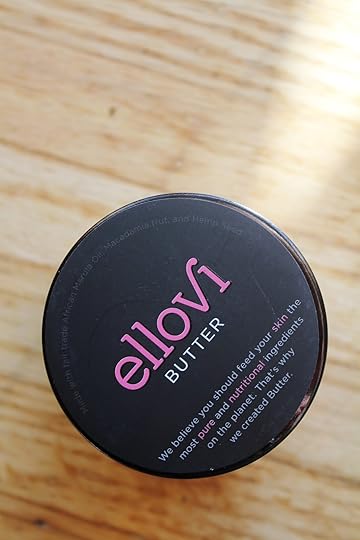 Made with fair trade African Marula Oil, Macadamia fruit, and Hemp Seed
ellovi
BUTTER
We believe you should feed your skin the
most pure and nutritional ingredients
on the planet. That's why
we created Butter.